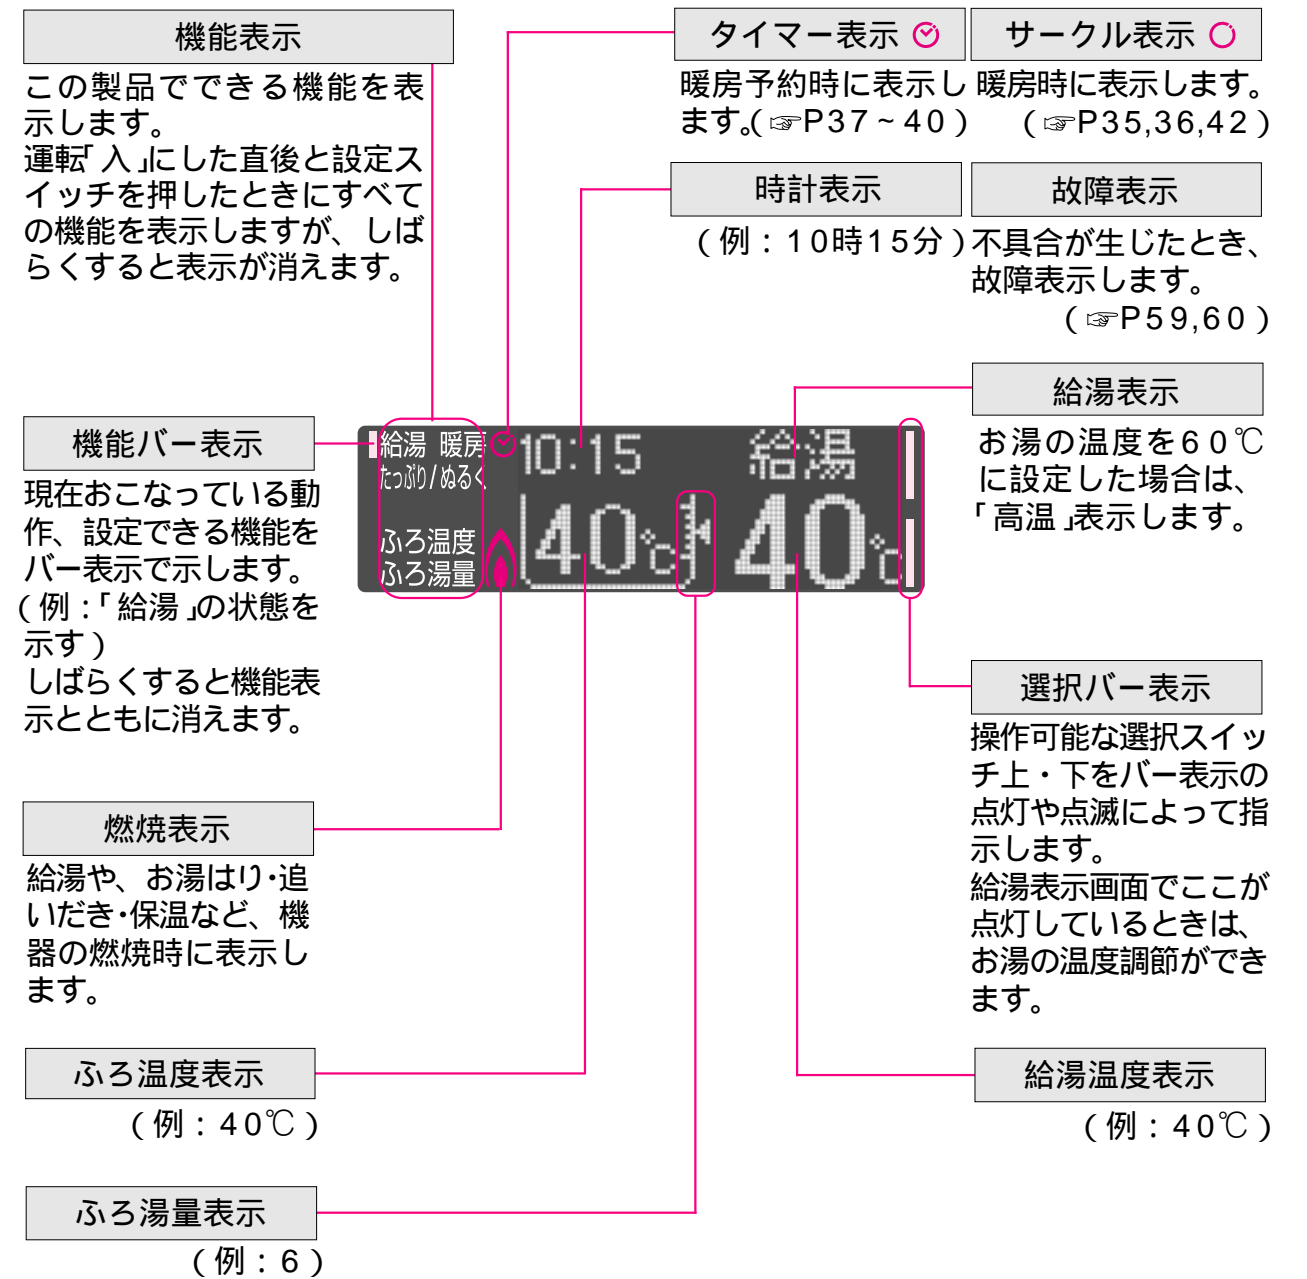 機能表示
この製品でできる機能を表
示します。
運転「入」にした直後と設定ス
イッチを押したときにすべて
の機能を表示しますが、しば
らくすると表示が消えます。
タイマー表示
暖房予約時に表示し
ます。(☞P37~40)
サークル表示
暖房時に表示します。
(☞P35,36,42)
時計表示
(例:10時15分)
故障表示
不具合が生じたとき、
故障表示します。
(☞P59,60)
給湯表示
お湯の温度を60℃
に設定した場合は、
「高温」表示します。
機能バー表示
現在おこなっている動
作、設定できる機能を
バー表示で示します。
(例:「給湯」の状態を
示す)
しばらくすると機能表
示とともに消えます。
給湯 暖房
たっぷり/ぬるく
ふろ温度
ふろ湯量
10:15
給湯
40℃
40℃
選択バー表示
操作可能な選択スイッ
チ上・下をバー表示の
点灯や点滅によって指
示します。
給湯表示画面でここが
点灯しているときは、
お湯の温度調節ができ
ます。
燃焼表示
給湯や、お湯はり・追
いだき・保温など、機
器の燃焼時に表示し
ます。
ふろ温度表示
(例:40℃)
給湯温度表示
(例:40℃)
ふろ湯量表示
(例:6)